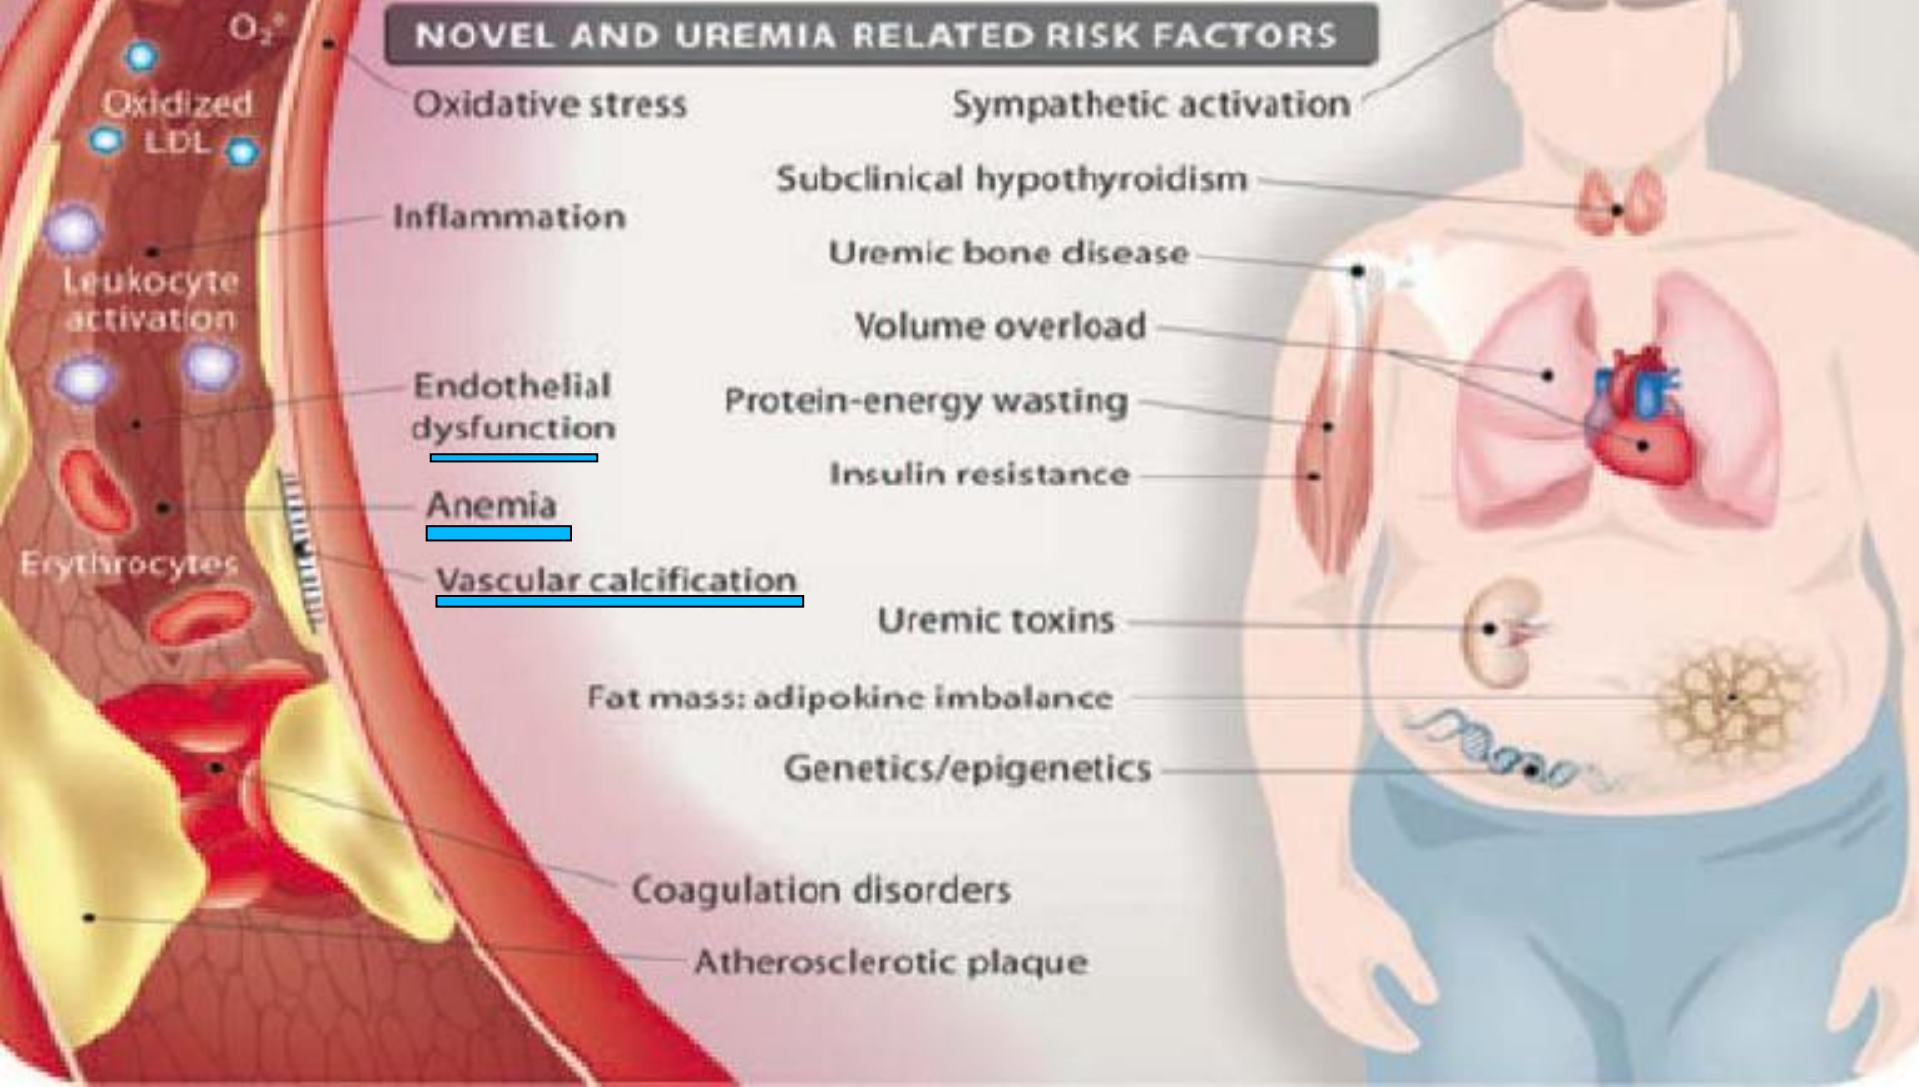 NOVEL AND UREMIA RELATED RISK FACTORS
O₂°
Oxidized
LDL
Leukocyte
activation
Erythrocytes
Oxidative stress
Inflammation
Endothelial
dysfunction
Anemia
Vascular calcification
Coagulation disorders
Atherosclerotic plaque
Sympathetic activation
Subclinical hypothyroidism
Uremic bone disease
Volume overload
Protein-energy wasting
Insulin resistance
Uremic toxins
Fat mass: adipokine imbalance
Genetics/epigenetics